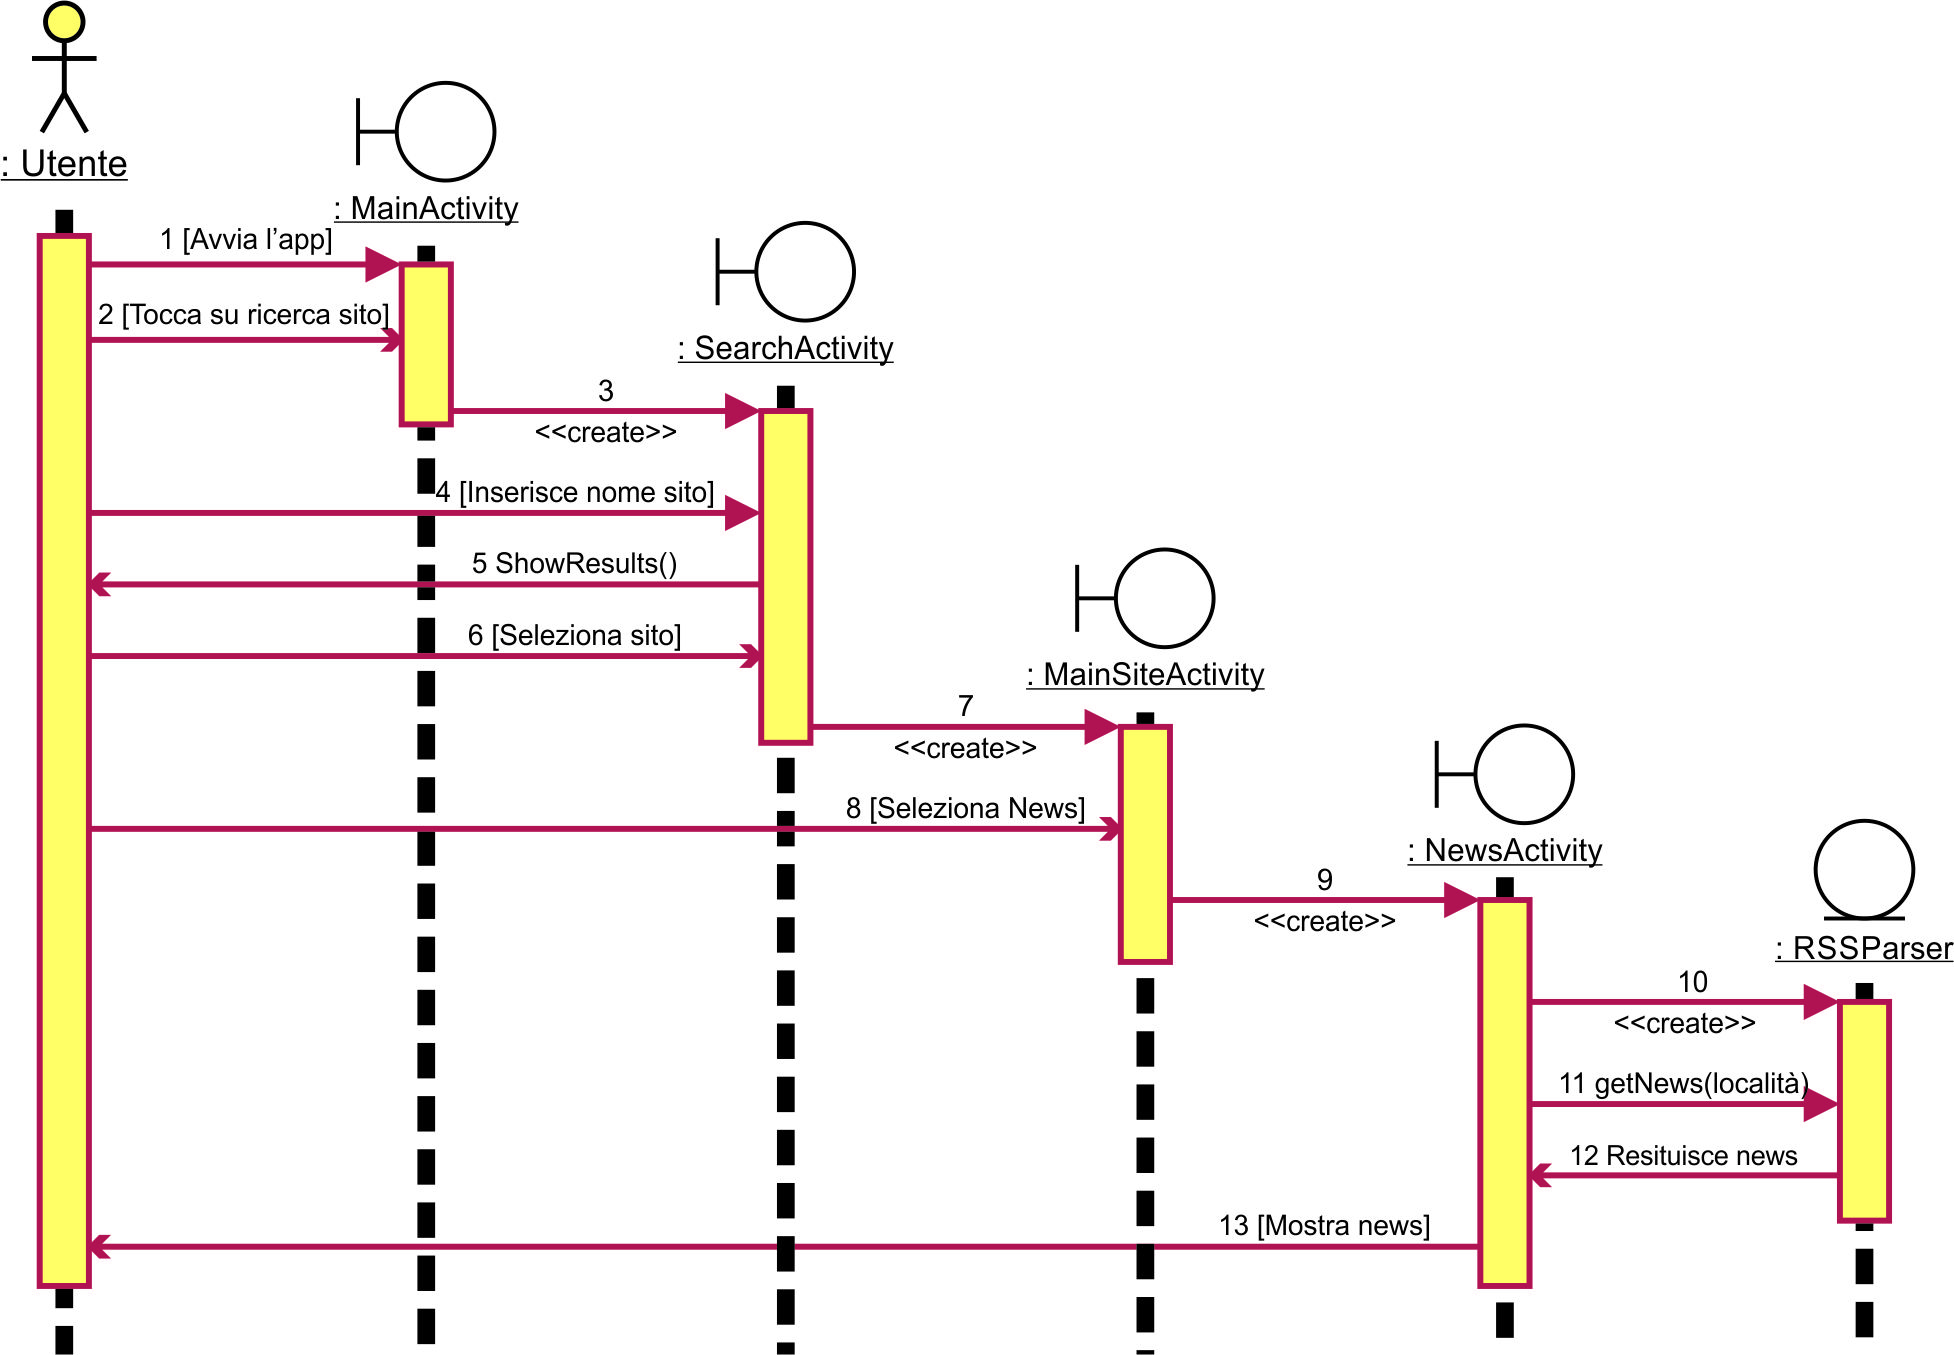 : Utente
: MainActivity
1 [Avvia l’app]
2 [Tocca su ricerca sito]
: SearchActivity
3
<<create>>
4 [Inserisce nome sito]
5 ShowResults()
6 [Seleziona sito]
: MainSiteActivity
7
<<create>>
8 [Seleziona News]
: NewsActivity
9
<<create>>
: RSSParser
10
<<create>>
11 getNews(località)
12 Resituisce news
13 [Mostra news]